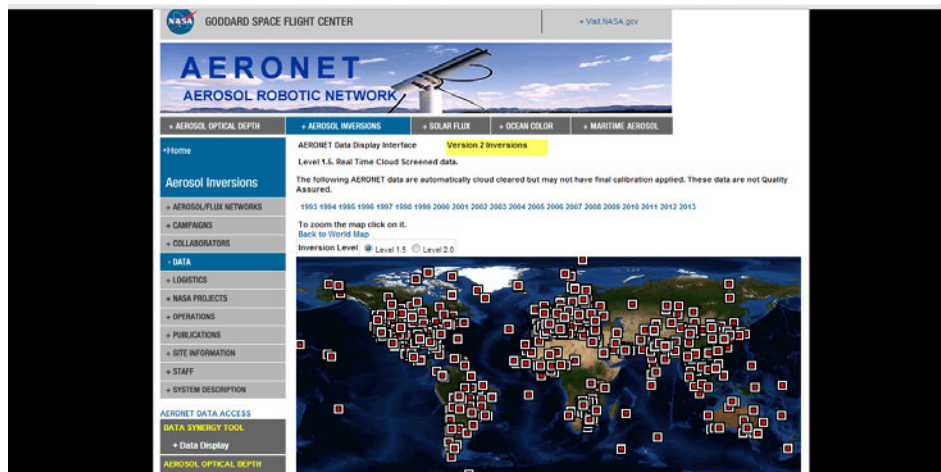 NASA
GODDARD SPACE FLIGHT CENTER
+ Visit NASA.gov
AERONET
AEROSOL ROBOTIC NETWORK
+ AEROSOL OPTICAL DEPTH
+ AEROSOL INVERSIONS
+ SOLAR FLUX
+ OCEAN COLOR
+ MARITIME AEROSOL
+Home
Aerosol Inversions
+ AEROSOL/FLUX NETWORKS
+ CAMPAIGNS
+ COLLABORATORS
- DATA
+ LOGISTICS
+ NASA PROJECTS
+ OPERATIONS
+ PUBLICATIONS
+ SITE INFORMATION
+ STAFF
+ SYSTEM DESCRIPTION
AERONET DATA ACCESS
DATA SYNERGY TOOL
+ Data Display
AEROSOL OPTICAL DEPTH
AERONET Data Display Interface
Version 2 Inversions
Level 1.5. Real Time Cloud Screened data.
The following AERONET data are automatically cloud cleared but may not have final calibration applied. These data are not Quality
Assured.
1993 1994 1995 1996 1997 1998 1999 2000 2001 2002 2003 2004 2005 2006 2007 2008 2009 2010 2011 2012 2013
To zoom the map click on it.
Back to World Map
Inversion Level Level 1.5 Level 2.0